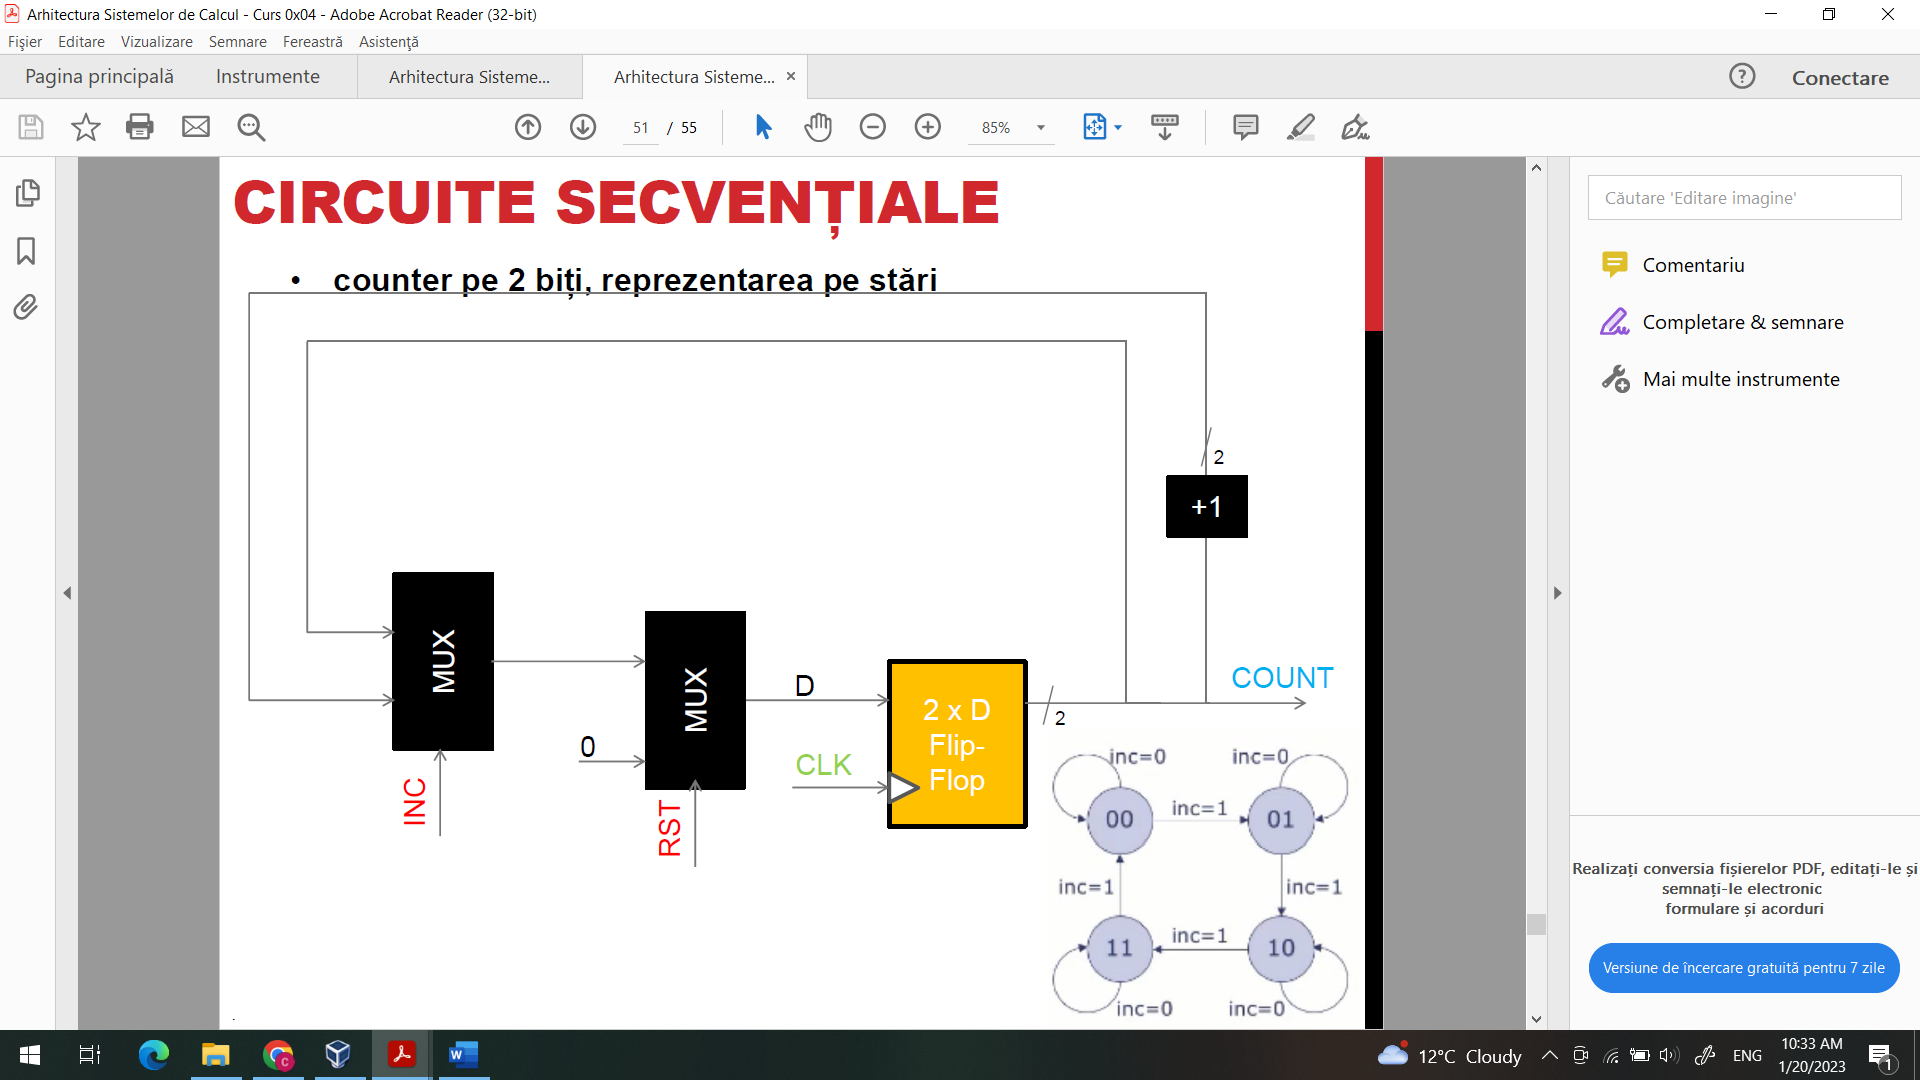 Arhitectura Sistemelor de Calcul - Curs 0x04 - Adobe Acrobat Reader (32-bit)
Fişier Editare Vizualizare Semnare Fereastră Asistenţă
Pagina principală Instrumente Arhitectura Sisteme... Arhitectura Sisteme... Conectare
51 / 55 85%
CIRCUITE SECVENȚIALE
• counter pe 2 biți, reprezentarea pe stări
2
+1
MUX
MUX
INC
0
RST
D
CLK
2 x D
Flip-
Flop
2
COUNT
inc=0 inc=0
00 inc=1 01
inc=1 inc=1
11 inc=1 10
inc=0 inc=0
Căutare 'Editare imagine'
Comentariu
Completare & semnare
Mai multe instrumente
Realizați conversia fișierelor PDF, editați-le și
semnați-le electronic
formulare și acorduri
Versiune de încercare gratuită pentru 7 zile
12°C Cloudy ENG 10:33 AM
1/20/2023 1